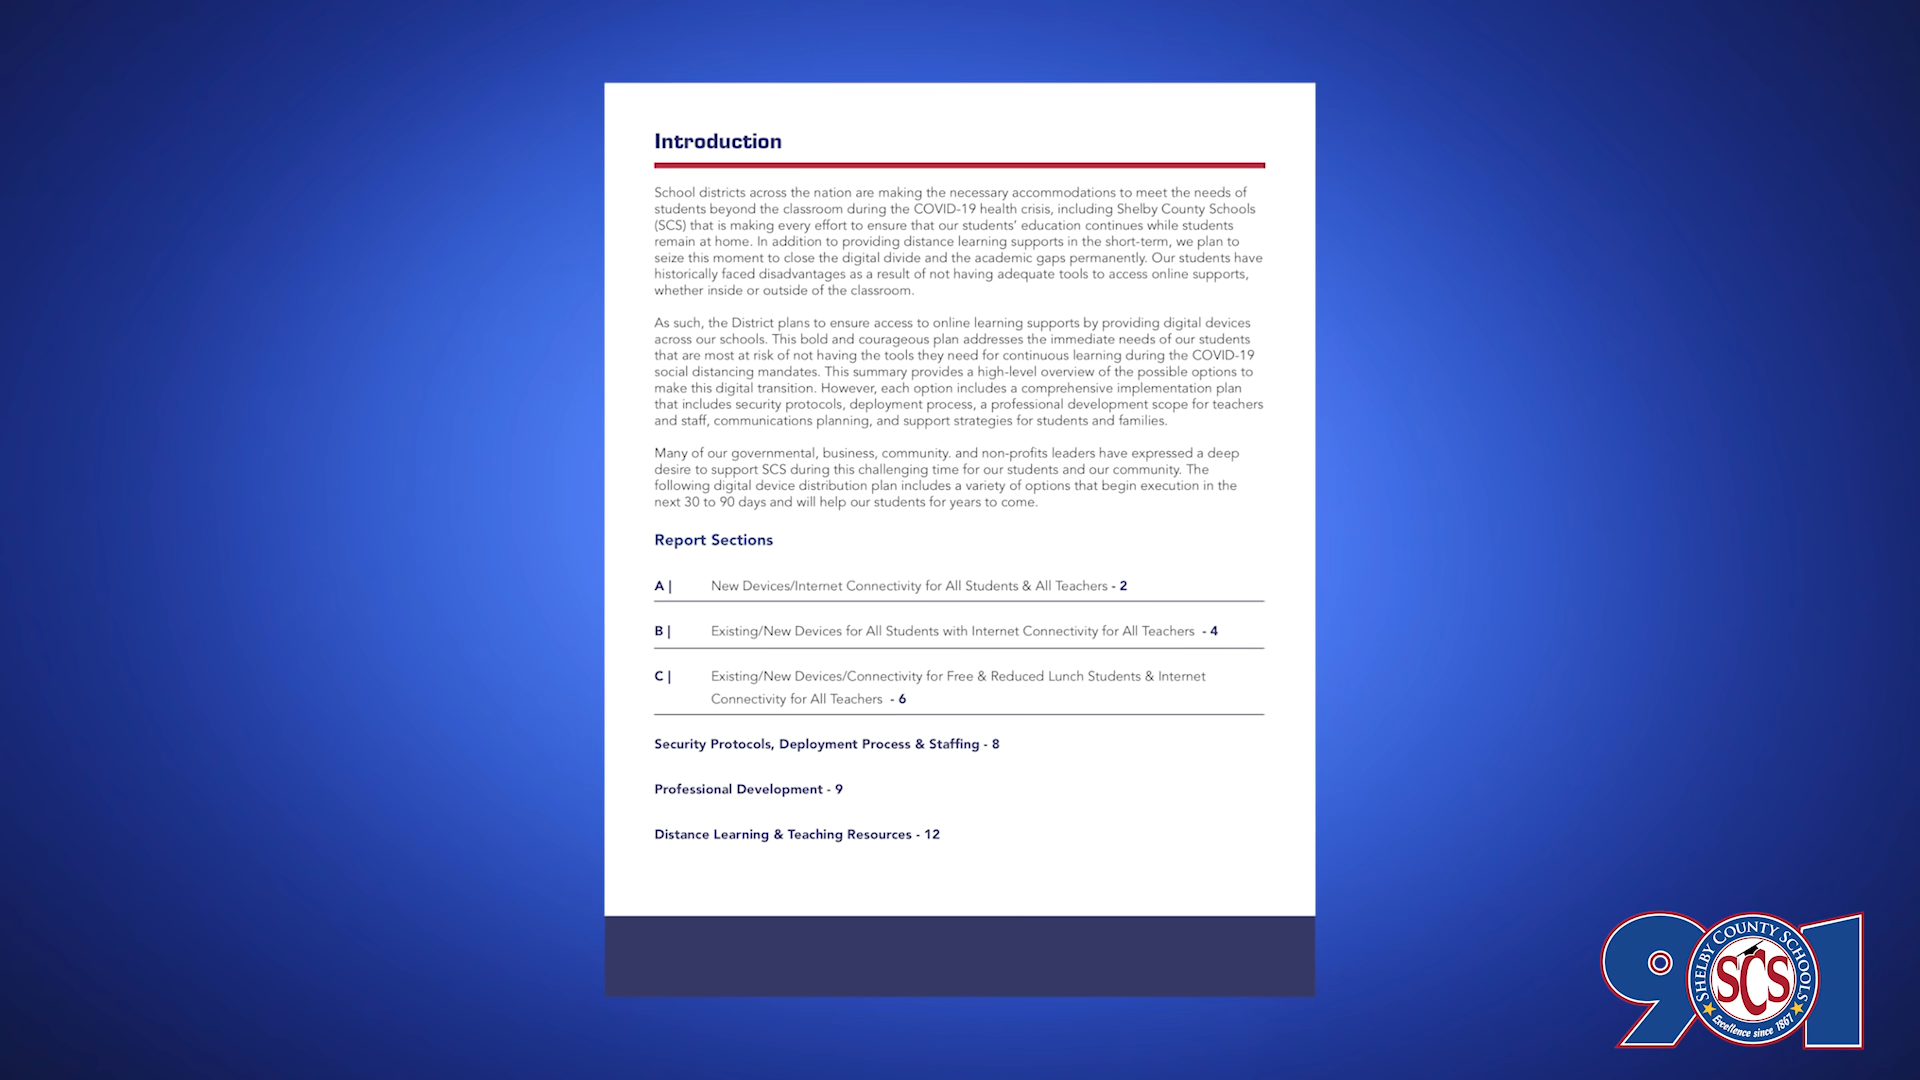 Introduction
School districts across the nation are making the necessary accommodations to meet the needs of
students beyond the classroom during the COVID-19 health crisis, including Shelby County Schools
(SCS) that is making every effort to ensure that our students’ education continues while students
remain at home. In addition to providing distance learning supports in the short-term, we plan to
seize this moment to close the digital divide and the academic gaps permanently. Our students have
historically faced disadvantages as a result of not having adequate tools to access online supports,
whether inside or outside of the classroom.
As such, the District plans to ensure access to online learning supports by providing digital devices
across our schools. This bold and courageous plan addresses the immediate needs of our students
that are most at risk of not having the tools they need for continuous learning during the COVID-19
social distancing mandates. This summary provides a high-level overview of the possible options to
make this digital transition. However, each option includes a comprehensive implementation plan
that includes security protocols, deployment process, a professional development scope for teachers
and staff, communications planning, and support strategies for students and families.
Many of our governmental, business, community. and non-profits leaders have expressed a deep
desire to support SCS during this challenging time for our students and our community. The
following digital device distribution plan includes a variety of options that begin execution in the
next 30 to 90 days and will help our students for years to come.
Report Sections
A | New Devices/Internet Connectivity for All Students & All Teachers - 2
B | Existing/New Devices for All Students with Internet Connectivity for All Teachers - 4
C | Existing/New Devices/Connectivity for Free & Reduced Lunch Students & Internet
Connectivity for All Teachers - 6
Security Protocols, Deployment Process & Staffing - 8
Professional Development - 9
Distance Learning & Teaching Resources - 12
901
SHELBY COUNTY SCHOOLS
SCS
Excellence since 1867